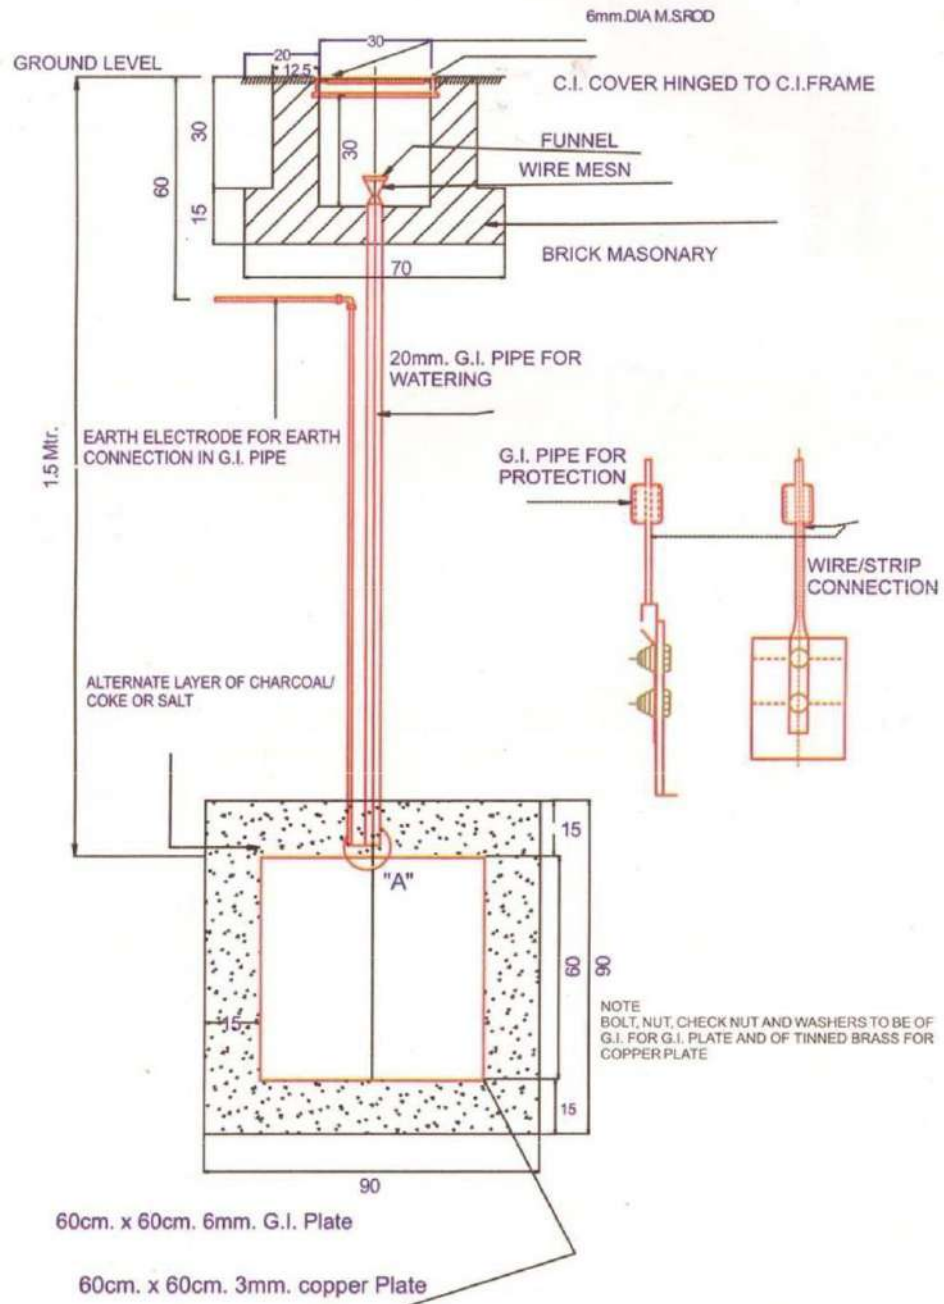 6mm.DIA M.S.ROD
20
30
12.5
GROUND LEVEL
C.I. COVER HINGED TO C.I.FRAME
30
30
60
FUNNEL
WIRE MESN
15
BRICK MASONARY
70
20mm. G.I. PIPE FOR
WATERING
1.5 Mtr.
EARTH ELECTRODE FOR EARTH
CONNECTION IN G.I. PIPE
G.I. PIPE FOR
PROTECTION
WIRE/STRIP
CONNECTION
ALTERNATE LAYER OF CHARCOAL/
COKE OR SALT
15
"A"
60
90
15
NOTE
BOLT, NUT, CHECK NUT AND WASHERS TO BE OF
G.I. FOR G.I. PLATE AND OF TINNED BRASS FOR
COPPER PLATE
15
90
60cm. x 60cm. 6mm. G.I. Plate
60cm. x 60cm. 3mm. copper Plate